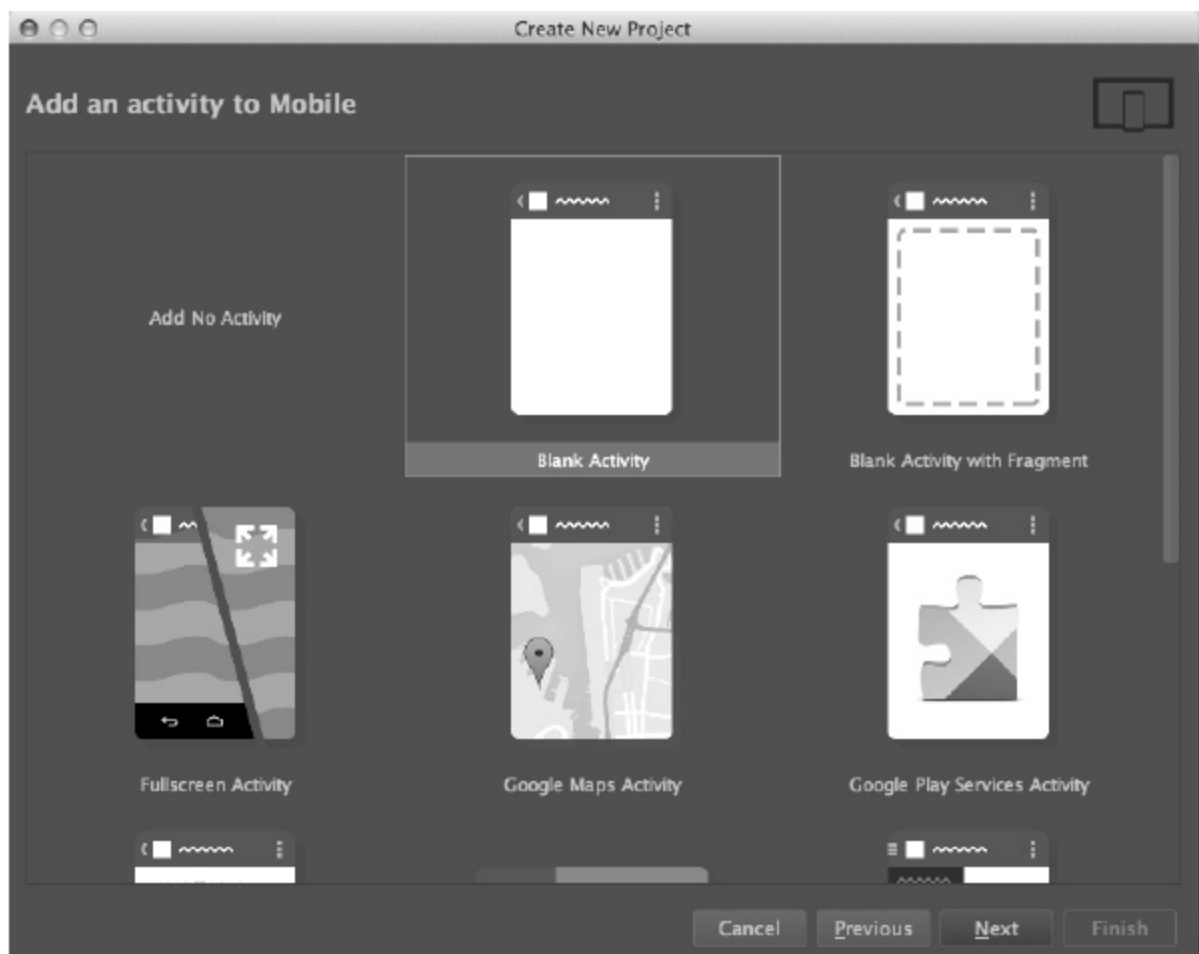 Create New Project
Add an activity to Mobile
Add No Activity
Blank Activity
Blank Activity with Fragment
Fullscreen Activity
Google Maps Activity
Google Play Services Activity
Cancel
Previous
Next
Finish